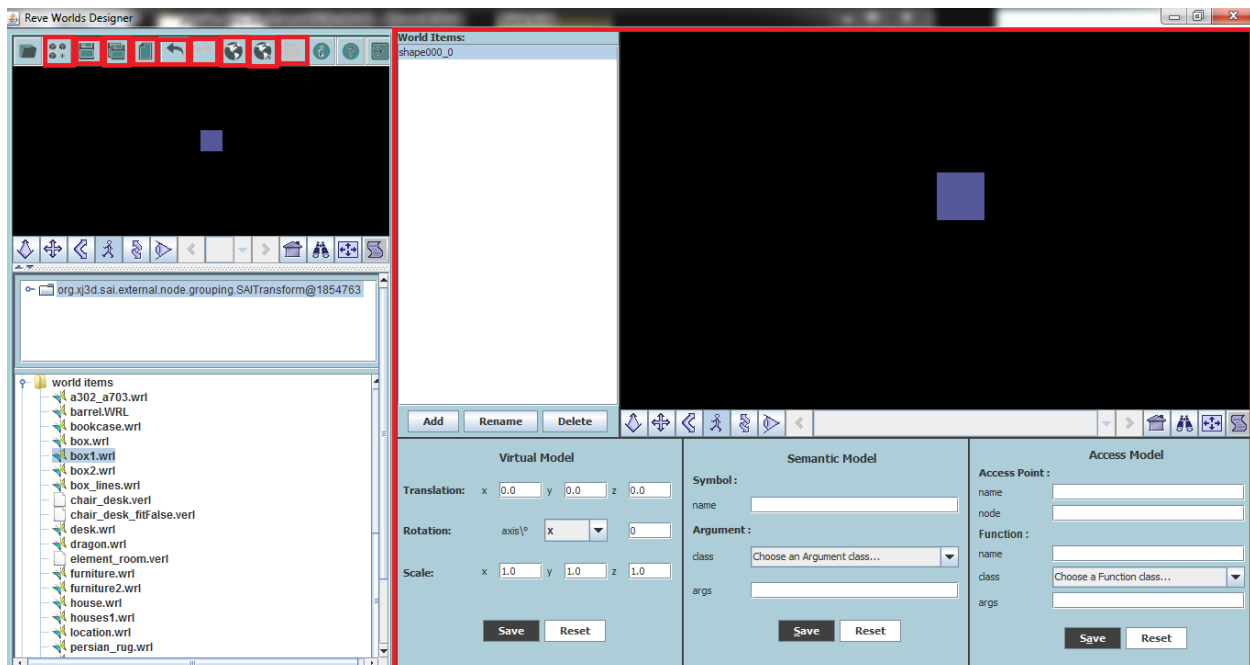 Reve Worlds Designer
World Items:
shape000_0
org.xj3d.sai.external.node.grouping.SAITransform@1854763
world items
a302_a703.wrl
barrel.WRL
bookcase.wrl
box.wrl
box1.wrl
box2.wrl
box_lines.wrl
chair_desk.verl
chair_desk_fitFalse.verl
desk.wrl
dragon.wrl
element_room.verl
furniture.wrl
furniture2.wrl
house.wrl
houses1.wrl
location.wrl
persian_rug.wrl
Add Rename Delete
Virtual Model
Translation: x 0.0 y 0.0 z 0.0
Rotation: axis\° x 0
Scale: x 1.0 y 1.0 z 1.0
Save Reset
Semantic Model
Symbol :
name
Argument :
class Choose an Argument class...
args
Save Reset
Access Model
Access Point :
name
node
Function :
name
class Choose a Function class...
args
Save Reset